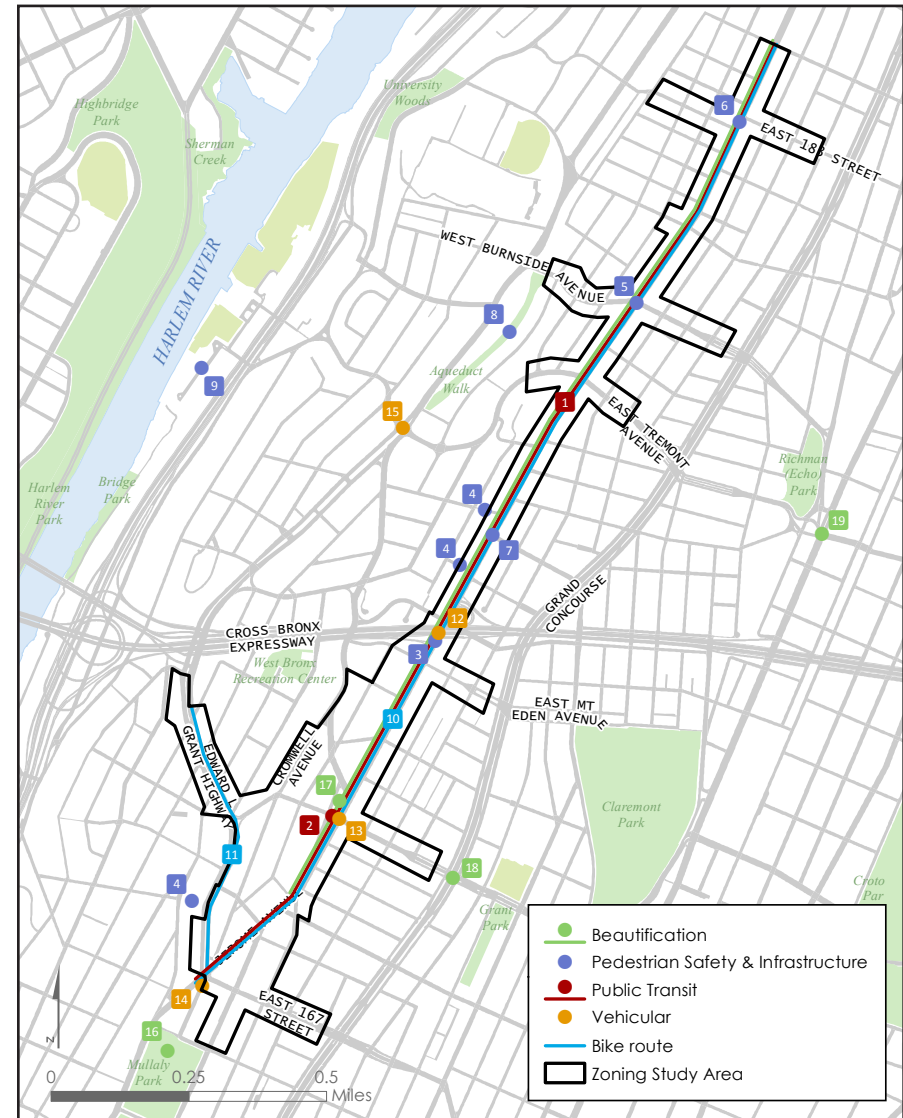 Highbridge
Park
University
Woods
Sherman
Creek
6
EAST 183 STREET
HARLEM RIVER
WEST BURNSIDE AVENUE
5
8
9
Aqueduct
Walk
1
15
EAST TREMONT
AVENUE
Richman
(Echo)
Park
Harlem
River
Park
Bridge
Park
4
19
4
7
GRAND
CONCOURSE
12
CROSS BRONX
EXPRESSWAY
3
West Bronx
Recreation Center
EAST MT
EDEN AVENUE
10
CROMWELL
AVENUE
EDWARD L
GRANT HIGHWAY
17
2
13
Claremont
Park
11
18
4
Croto
Par
Grant
Park
14
EAST 167
STREET
16
Mullaly
Park
N
0
0.25
0.5
Miles
Beautification
Pedestrian Safety & Infrastructure
Public Transit
Vehicular
Bike route
Zoning Study Area